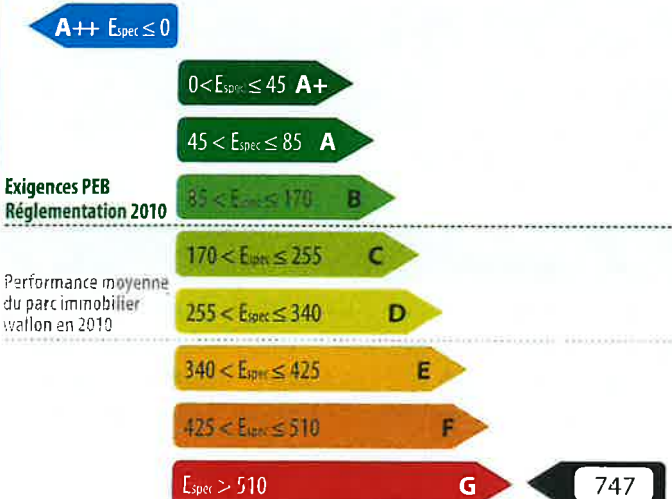 A++ Espec ≤ 0
0 < Espec ≤ 45 A+
45 < Espec ≤ 85 A
Exigences PEB
Réglementation 2010
85 < Espec ≤ 170 B
170 < Espec ≤ 255 C
Performance moyenne
du parc immobilier
wallon en 2010
255 < Espec ≤ 340 D
340 < Espec ≤ 425 E
425 < Espec ≤ 510 F
Espec > 510 G
747